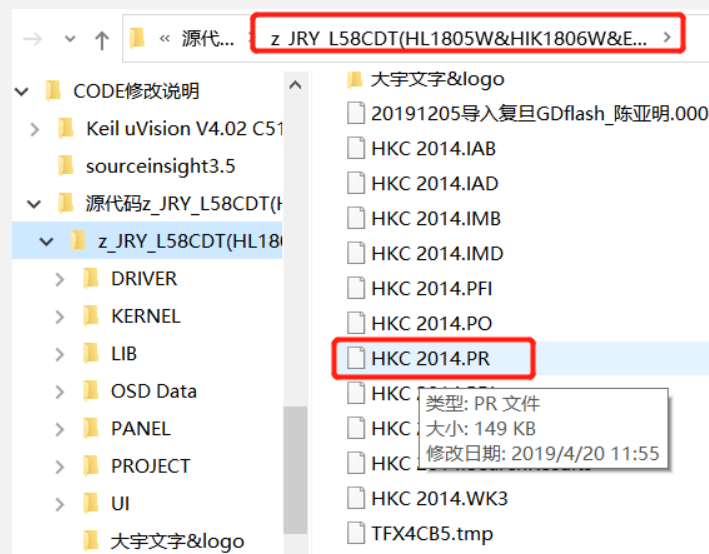 « 源代... z_JRY_L58CDT(HL1805W&HIK1806W&E...
CODE修改说明
Keil uVision V4.02 C51
sourceinsight3.5
源代码z_JRY_L58CDT(H
z_JRY_L58CDT(HL180
DRIVER
KERNEL
LIB
OSD Data
PANEL
PROJECT
UI
大宇文字&logo
大宇文字&logo
20191205导入复旦GDflash_陈亚明.000
HKC 2014.IAB
HKC 2014.IAD
HKC 2014.IMB
HKC 2014.IMD
HKC 2014.PFI
HKC 2014.PO
HKC 2014.PR
HKC
HKC
HKC
HKC 2014.WK3
TFX4CB5.tmp
类型: PR 文件
大小: 149 KB
修改日期: 2019/4/20 11:55